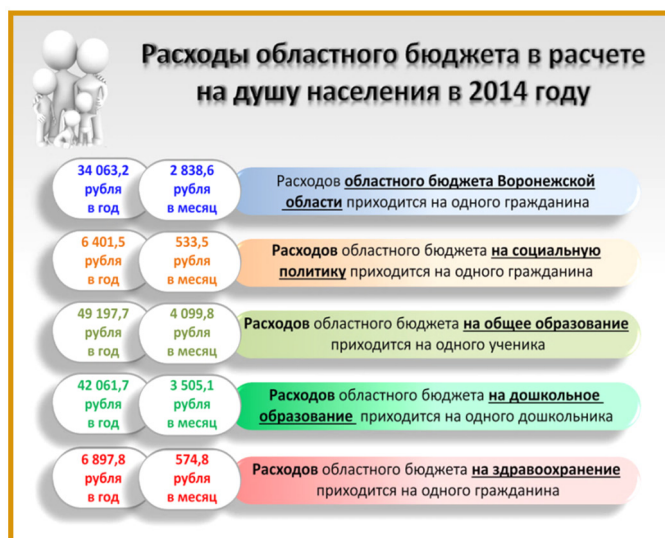 Расходы областного бюджета в расчете
на душу населения в 2014 году
34 063,2
рубля
в год
2 838,6
рубля
в месяц
Расходов областного бюджета Воронежской
области приходится на одного гражданина
6 401,5
рубля
в год
533,5
рубля
в месяц
Расходов областного бюджета на социальную
политику приходится на одного гражданина
49 197,7
рубля
в год
4 099,8
рубля
в месяц
Расходов областного бюджета на общее образование
приходится на одного ученика
42 061,7
рубля
в год
3 505,1
рубля
в месяц
Расходов областного бюджета на дошкольное
образование приходится на одного дошкольника
6 897,8
рубля
в год
574,8
рубля
в месяц
Расходов областного бюджета на здравоохранение
приходится на одного гражданина